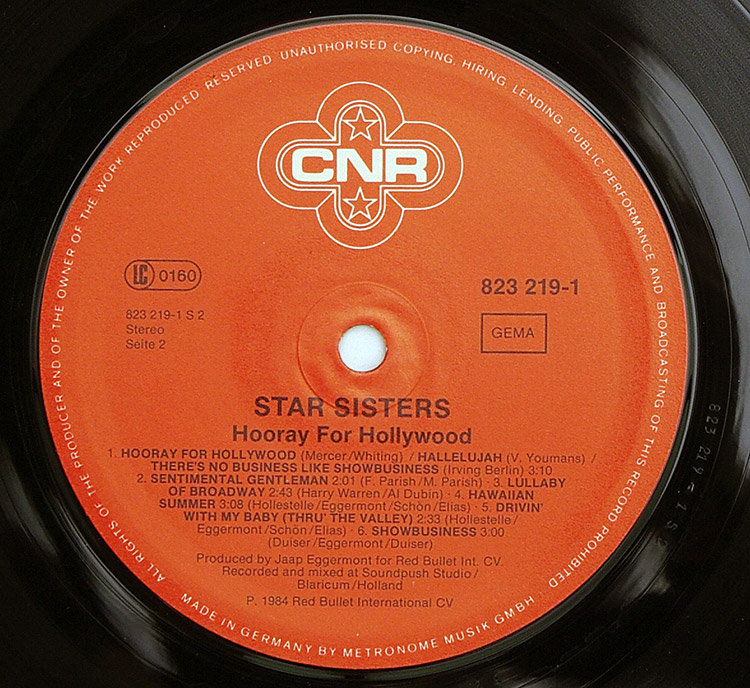 ALL RIGHTS OF THE PRODUCER AND OF THE OWNER OF THE WORK REPRODUCED RESERVED UNAUTHORISED COPYING, HIRING, LENDING, PUBLIC PERFORMANCE AND BROADCASTING OF THIS RECORD PROHIBITED
CNR
LC 0160
823 219-1
823 219-1 S 2
Stereo
Seite 2
GEMA
STAR SISTERS
Hooray For Hollywood
1. HOORAY FOR HOLLYWOOD (Mercer/Whiting) / HALLELUJAH (V. Youmans) /
THERE'S NO BUSINESS LIKE SHOWBUSINESS (Irving Berlin) 3:10
2. SENTIMENTAL GENTLEMAN 2:01 (F. Parish/M. Parish) · 3. LULLABY
OF BROADWAY 2:43 (Harry Warren/Al Dubin) · 4. HAWAIIAN
SUMMER 3:08 (Hollestelle/Eggermont/Schön/Elias) · 5. DRIVIN'
WITH MY BABY (THRU' THE VALLEY) 2:33 (Hollestelle/
Eggermont/Schön/Elias) · 6. SHOWBUSINESS 3:00
(Duiser/Eggermont/Duiser)
Produced by Jaap Eggermont for Red Bullet Int. CV.
Recorded and mixed at Soundpush Studio/
Blaricum/Holland
P. 1984 Red Bullet International CV
MADE IN GERMANY BY METRONOME MUSIK GMBH
823 219 = 1 S 2